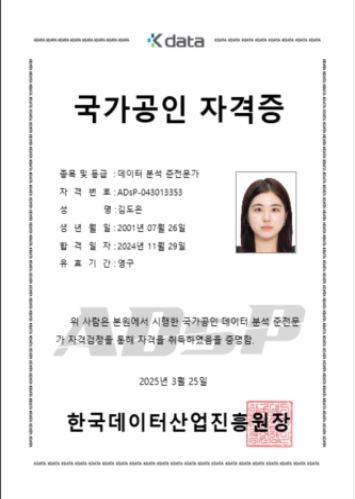 K data
국가공인 자격증
종목 및 등급 : 데이터 분석 준전문가
자 격 번 호 : ADsP-043013353
성 명 : 김도은
생 년 월 일 : 2001년 07월 26일
합 격 일 자 : 2024년 11월 29일
유 효 기 간 : 영구
ADsP
위 사람은 본원에서 시행한 국가공인 데이터 분석 준전문
가 자격검정을 통해 자격을 취득하였음을 증명함.
2025년 3월 25일
한국데이터산업진흥원장